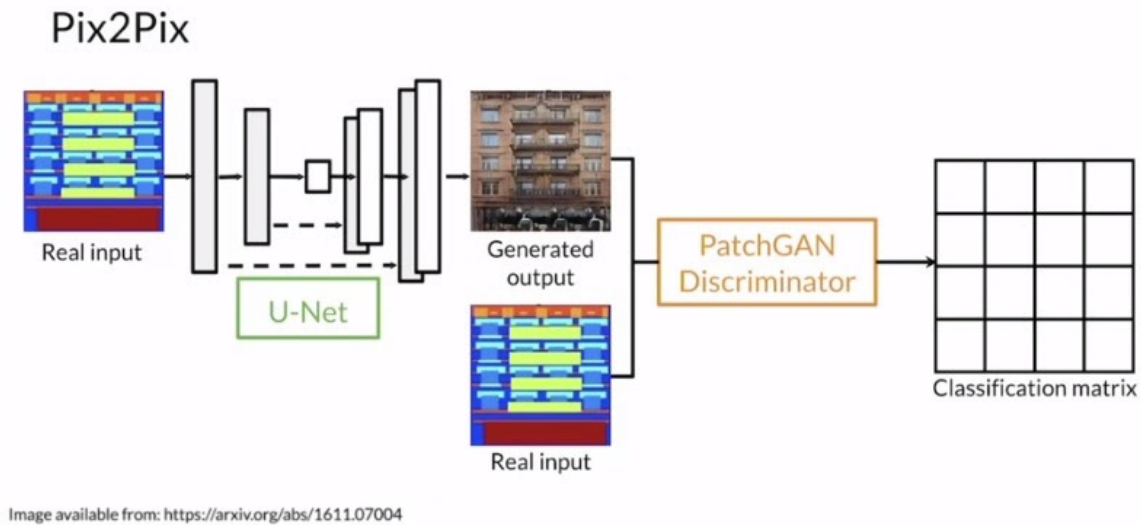 Pix2Pix
Real input
U-Net
Generated
output
Real input
PatchGAN
Discriminator
Classification matrix
Image available from: https://arxiv.org/abs/1611.07004